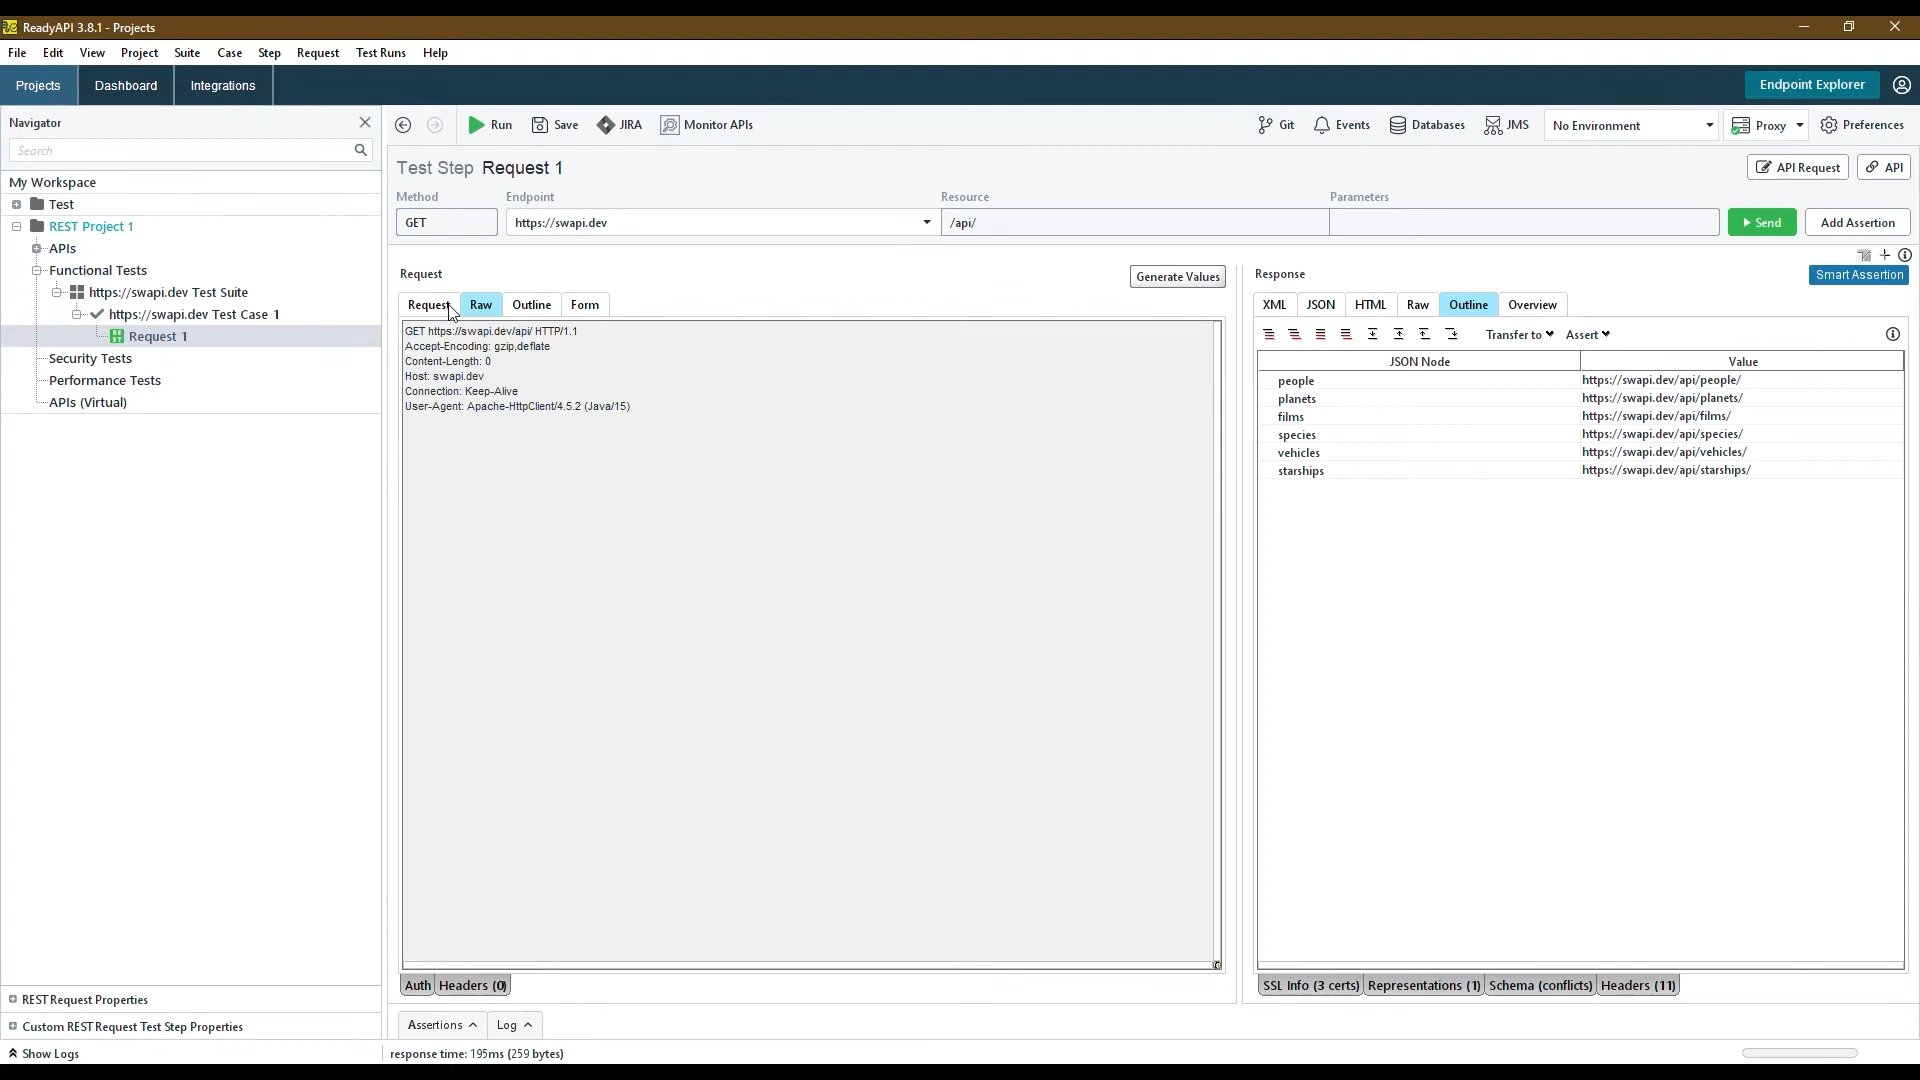 ReadyAPI 3.8.1 - Projects
File Edit View Project Suite Case Step Request Test Runs Help
Projects Dashboard Integrations Endpoint Explorer
Navigator
Search
My Workspace
Test
REST Project 1
APIs
Functional Tests
https://swapi.dev Test Suite
https://swapi.dev Test Case 1
Request 1
Security Tests
Performance Tests
APIs (Virtual)
REST Request Properties
Custom REST Request Test Step Properties
Show Logs
Run Save JIRA Monitor APIs Git Events Databases JMS No Environment Proxy Preferences
Test Step Request 1 API Request API
Method Endpoint Resource Parameters
GET https://swapi.dev /api/ Send Add Assertion
Smart Assertion
Request Generate Values
Request Raw Outline Form
GET https://swapi.dev/api/ HTTP/1.1
Accept-Encoding: gzip,deflate
Content-Length: 0
Host: swapi.dev
Connection: Keep-Alive
User-Agent: Apache-HttpClient/4.5.2 (Java/15)
Auth Headers (0)
Response
XML JSON HTML Raw Outline Overview
Transfer to Assert
JSON Node Value
people https://swapi.dev/api/people/
planets https://swapi.dev/api/planets/
films https://swapi.dev/api/films/
species https://swapi.dev/api/species/
vehicles https://swapi.dev/api/vehicles/
starships https://swapi.dev/api/starships/
SSL Info (3 certs) Representations (1) Schema (conflicts) Headers (11)
Assertions Log
response time: 195ms (259 bytes)